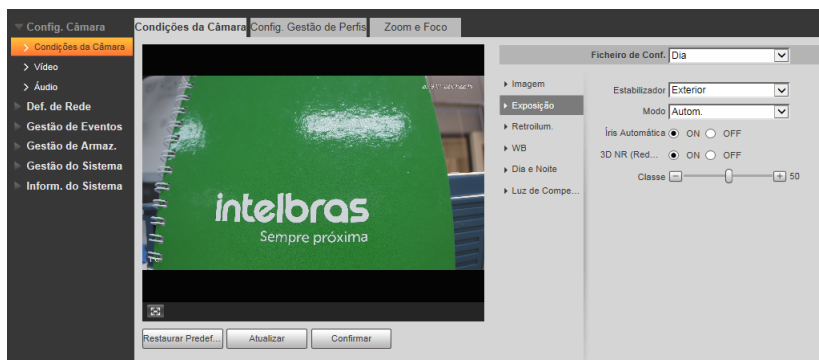 Config. Câmara
Condições da Câmara
Vídeo
Áudio
Def. de Rede
Gestão de Eventos
Gestão de Armaz.
Gestão do Sistema
Inform. do Sistema
Condições da Câmara
Config. Gestão de Perfis
Zoom e Foco
intelbras
Sempre próxima
Restaurar Predef...
Atualizar
Confirmar
Ficheiro de Conf.
Dia
Imagem
Exposição
Retroilum.
WB
Dia e Noite
Luz de Compe...
Estabilizador
Exterior
Modo
Autom.
Íris Automática
ON
OFF
3D NR (Red...
ON
OFF
Classe
50